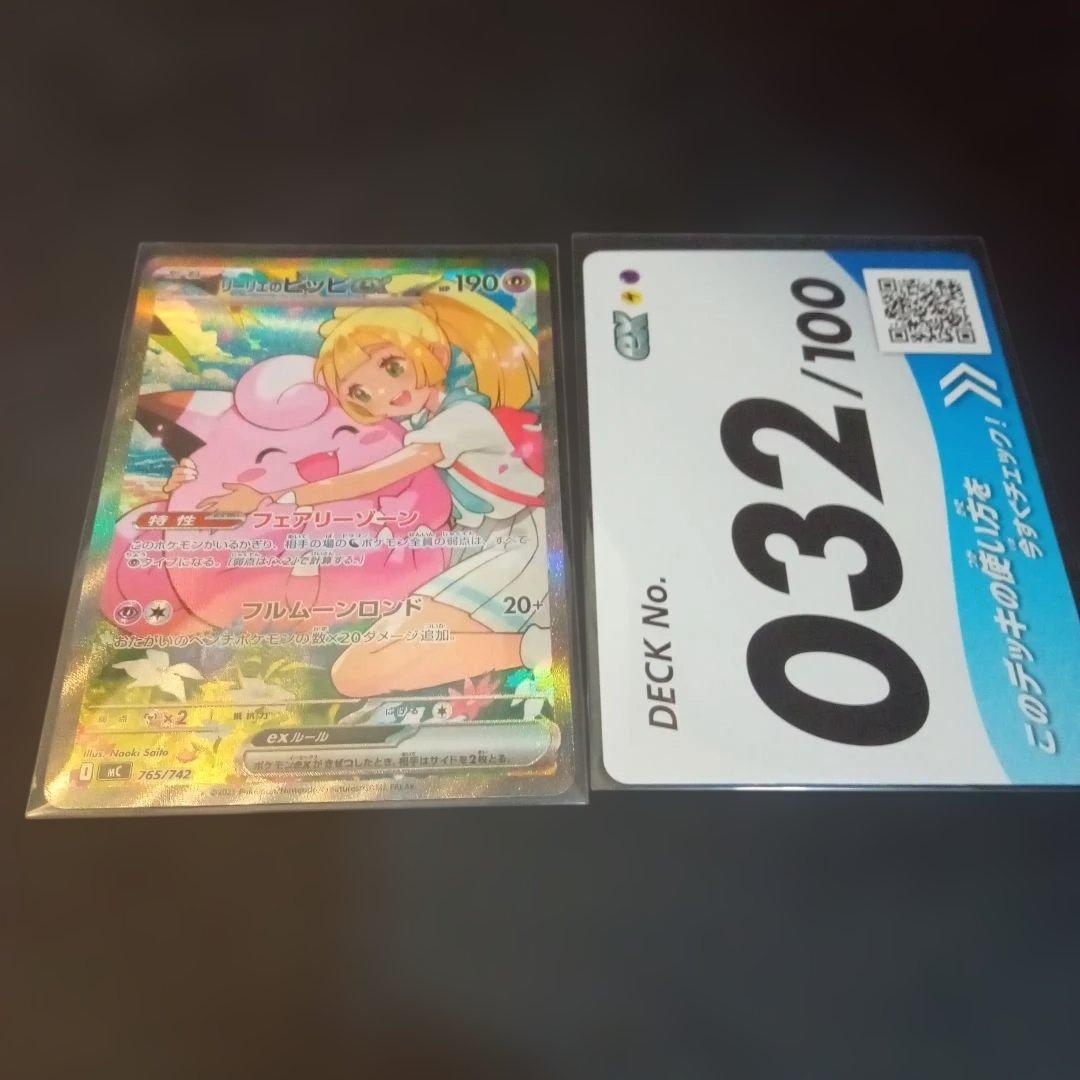 リーリエのピッピex HP 190
特性 フェアリーゾーン
このポケモンがいるかぎり、相手の場のポケモン全員の弱点は、すべて
タイプになる。[弱点は「×2」で計算する。]
フルムーンロンド 20+
おたがいのベンチポケモンの数×20ダメージ追加。
弱点 ×2 抵抗力 にげる
exルール
ポケモンexがきぜつしたとき、相手はサイドを2枚とる。
Illus. Naoki Saito
MC 765/742
ex
DECK No.
032/100
このデッキの使い方を
今すぐチェック!